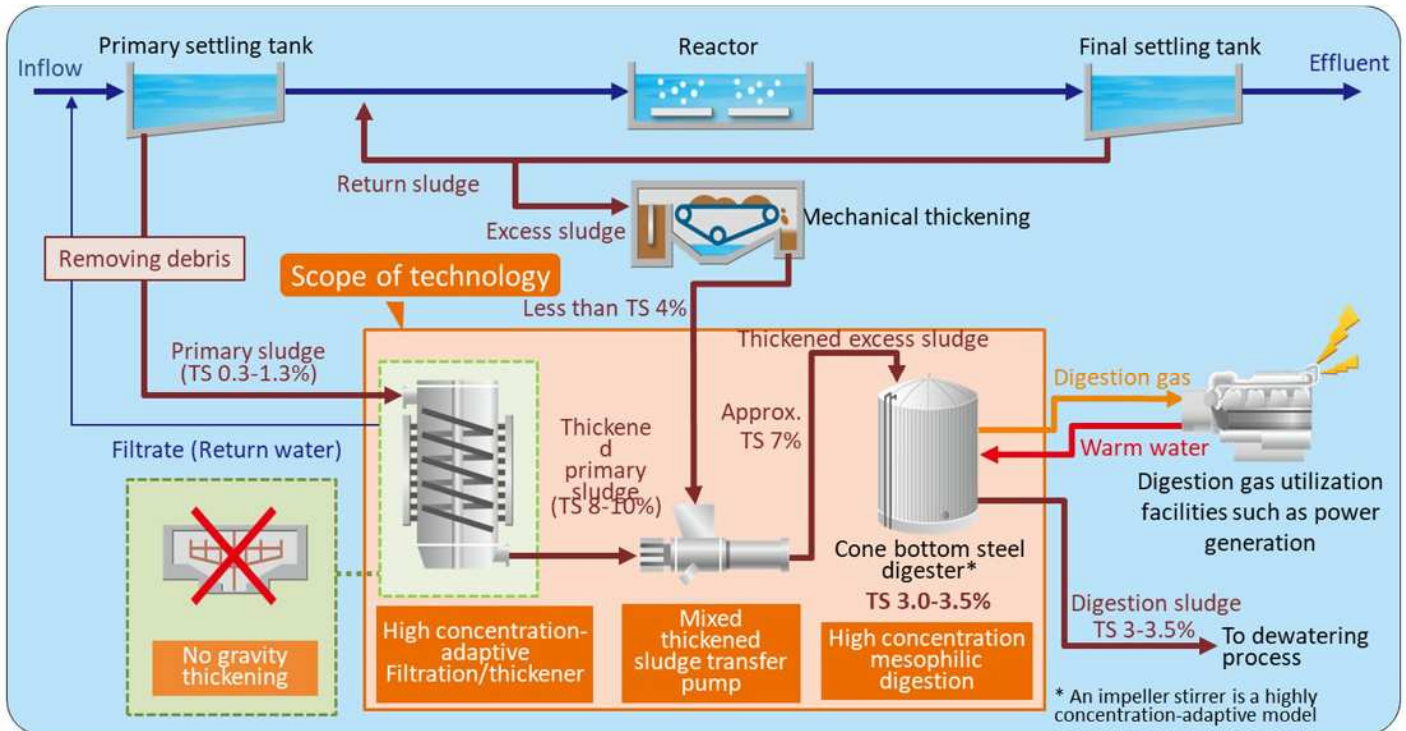 Primary settling tank
Reactor
Final settling tank
Inflow
Effluent
Return sludge
Excess sludge
Mechanical thickening
Removing debris
Scope of technology
Less than TS 4%
Primary sludge
(TS 0.3-1.3%)
Thickened excess sludge
Digestion gas
Approx.
TS 7%
Thickene
d
primary
sludge
(TS 8-10%)
Filtrate (Return water)
Warm water
Digestion gas utilization
facilities such as power
generation
Cone bottom steel
digester*
TS 3.0-3.5%
Digestion sludge
TS 3-3.5%
To dewatering
process
No gravity
thickening
High concentration-
adaptive
Filtration/thickener
Mixed
thickened
sludge transfer
pump
High concentration
mesophilic
digestion
* An impeller stirrer is a highly
concentration-adaptive model